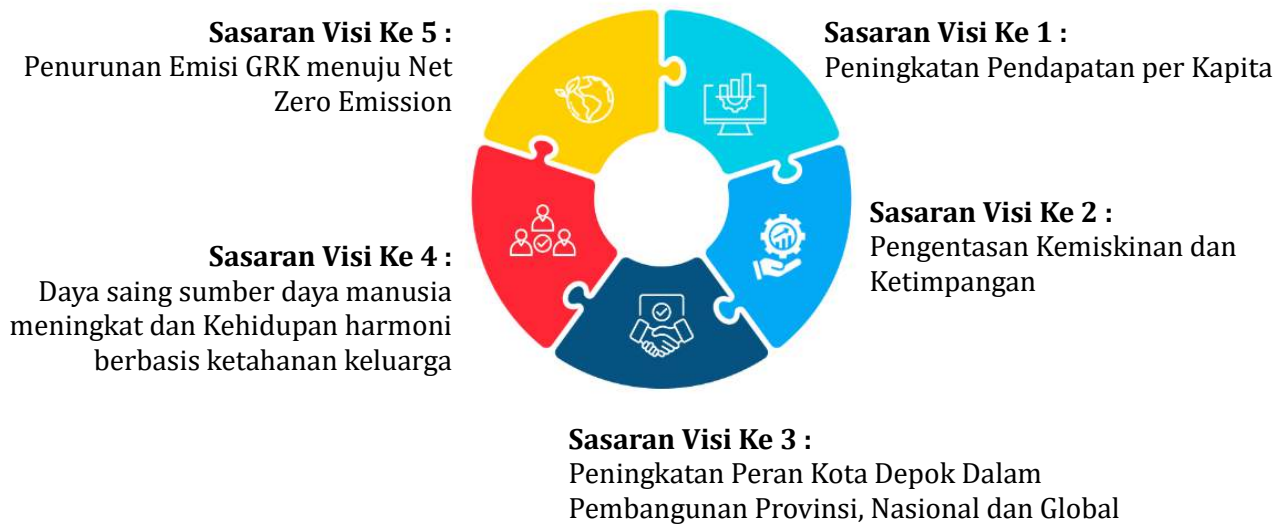 Sasaran Visi Ke 1 :
Peningkatan Pendapatan per Kapita
Sasaran Visi Ke 2 :
Pengentasan Kemiskinan dan
Ketimpangan
Sasaran Visi Ke 3 :
Peningkatan Peran Kota Depok Dalam
Pembangunan Provinsi, Nasional dan Global
Sasaran Visi Ke 4 :
Daya saing sumber daya manusia
meningkat dan Kehidupan harmoni
berbasis ketahanan keluarga
Sasaran Visi Ke 5 :
Penurunan Emisi GRK menuju Net
Zero Emission